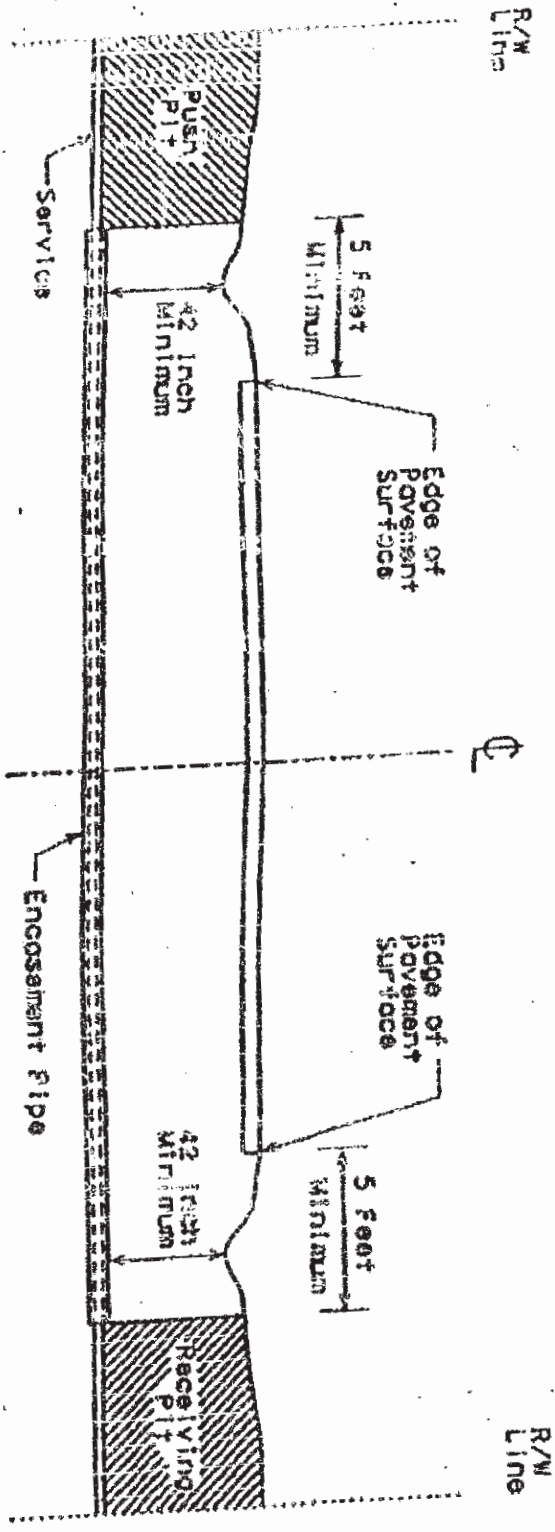 R/W
Line
R/W
Line
℄
5 Feet
Minimum
Edge of
Pavement
Surface
Edge of
Pavement
Surface
5 Feet
Minimum
Push
Pit
42 Inch
Minimum
42 Inch
Minimum
Receiving
Pit
Service
Encasement Pipe